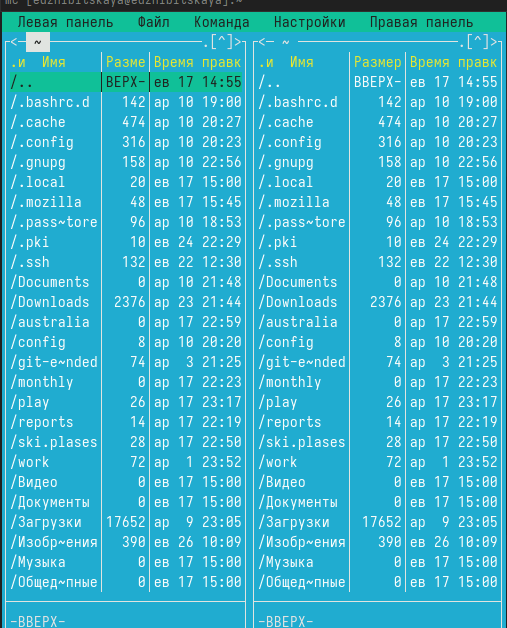 mc [euzhibitskaya@euzhibitskaya]:~
Левая панель Файл Команда Настройки Правая панель
<— ~ .[^]> <— ~ .[^]>
.и Имя Разме Время правк .и Имя Размер Время правк
/.. ВЕРХ- ев 17 14:55 /.. ВВЕРХ- ев 17 14:55
/.bashrc.d 142 ар 10 19:00 /.bashrc.d 142 ар 10 19:00
/.cache 474 ар 10 20:27 /.cache 474 ар 10 20:27
/.config 316 ар 10 20:23 /.config 316 ар 10 20:23
/.gnupg 158 ар 10 22:56 /.gnupg 158 ар 10 22:56
/.local 20 ев 17 15:00 /.local 20 ев 17 15:00
/.mozilla 48 ев 17 15:45 /.mozilla 48 ев 17 15:45
/.pass~tore 96 ар 10 18:53 /.pass~tore 96 ар 10 18:53
/.pki 10 ев 24 22:29 /.pki 10 ев 24 22:29
/.ssh 132 ев 22 12:30 /.ssh 132 ев 22 12:30
/Documents 0 ар 10 21:48 /Documents 0 ар 10 21:48
/Downloads 2376 ар 23 21:44 /Downloads 2376 ар 23 21:44
/australia 0 ар 17 22:59 /australia 0 ар 17 22:59
/config 8 ар 10 20:20 /config 8 ар 10 20:20
/git-e~nded 74 ар 3 21:25 /git-e~nded 74 ар 3 21:25
/monthly 0 ар 17 22:23 /monthly 0 ар 17 22:23
/play 26 ар 17 23:17 /play 26 ар 17 23:17
/reports 14 ар 17 22:19 /reports 14 ар 17 22:19
/ski.plases 28 ар 17 22:50 /ski.plases 28 ар 17 22:50
/work 72 ар 1 23:52 /work 72 ар 1 23:52
/Видео 0 ев 17 15:00 /Видео 0 ев 17 15:00
/Документы 0 ев 17 15:00 /Документы 0 ев 17 15:00
/Загрузки 17652 ар 9 23:05 /Загрузки 17652 ар 9 23:05
/Изобр~ения 390 ев 26 10:09 /Изобр~ения 390 ев 26 10:09
/Музыка 0 ев 17 15:00 /Музыка 0 ев 17 15:00
/Общед~пные 0 ев 17 15:00 /Общед~пные 0 ев 17 15:00
-ВВЕРХ- -ВВЕРХ-